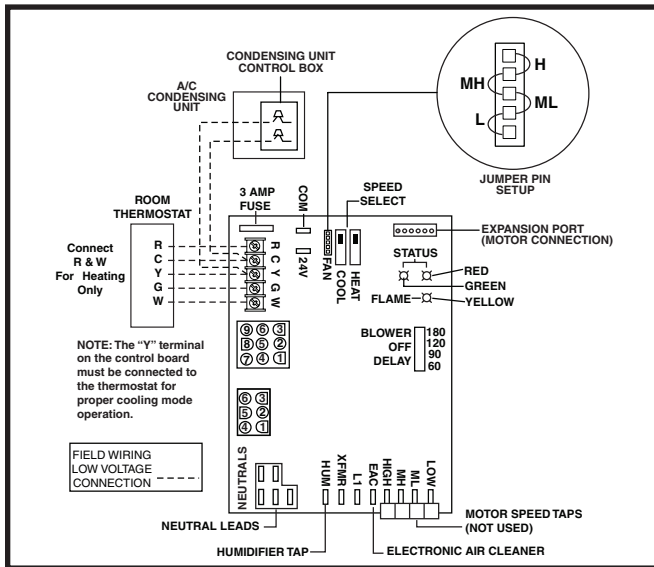 CONDENSING UNIT
CONTROL BOX
A/C
CONDENSING
UNIT
H
MH
ML
L
JUMPER PIN
SETUP
ROOM
THERMOSTAT
3 AMP
FUSE
COM
SPEED
SELECT
EXPANSION PORT
(MOTOR CONNECTION)
Connect
R & W
For Heating
Only
R
C
Y
G
W
R
C
Y
G
W
24V
FAN
COOL
HEAT
STATUS
RED
GREEN
FLAME
YELLOW
9 6 3
8 5 2
7 4 1
BLOWER
OFF
DELAY
180
120
90
60
NOTE: The “Y” terminal
on the control board
must be connected to
the thermostat for
proper cooling mode
operation.
6 3
5 2
4 1
FIELD WIRING
LOW VOLTAGE
CONNECTION
NEUTRALS
HUM
XFMR
L1
EAC
HIGH
MH
ML
LOW
NEUTRAL LEADS
MOTOR SPEED TAPS
(NOT USED)
HUMIDIFIER TAP
ELECTRONIC AIR CLEANER